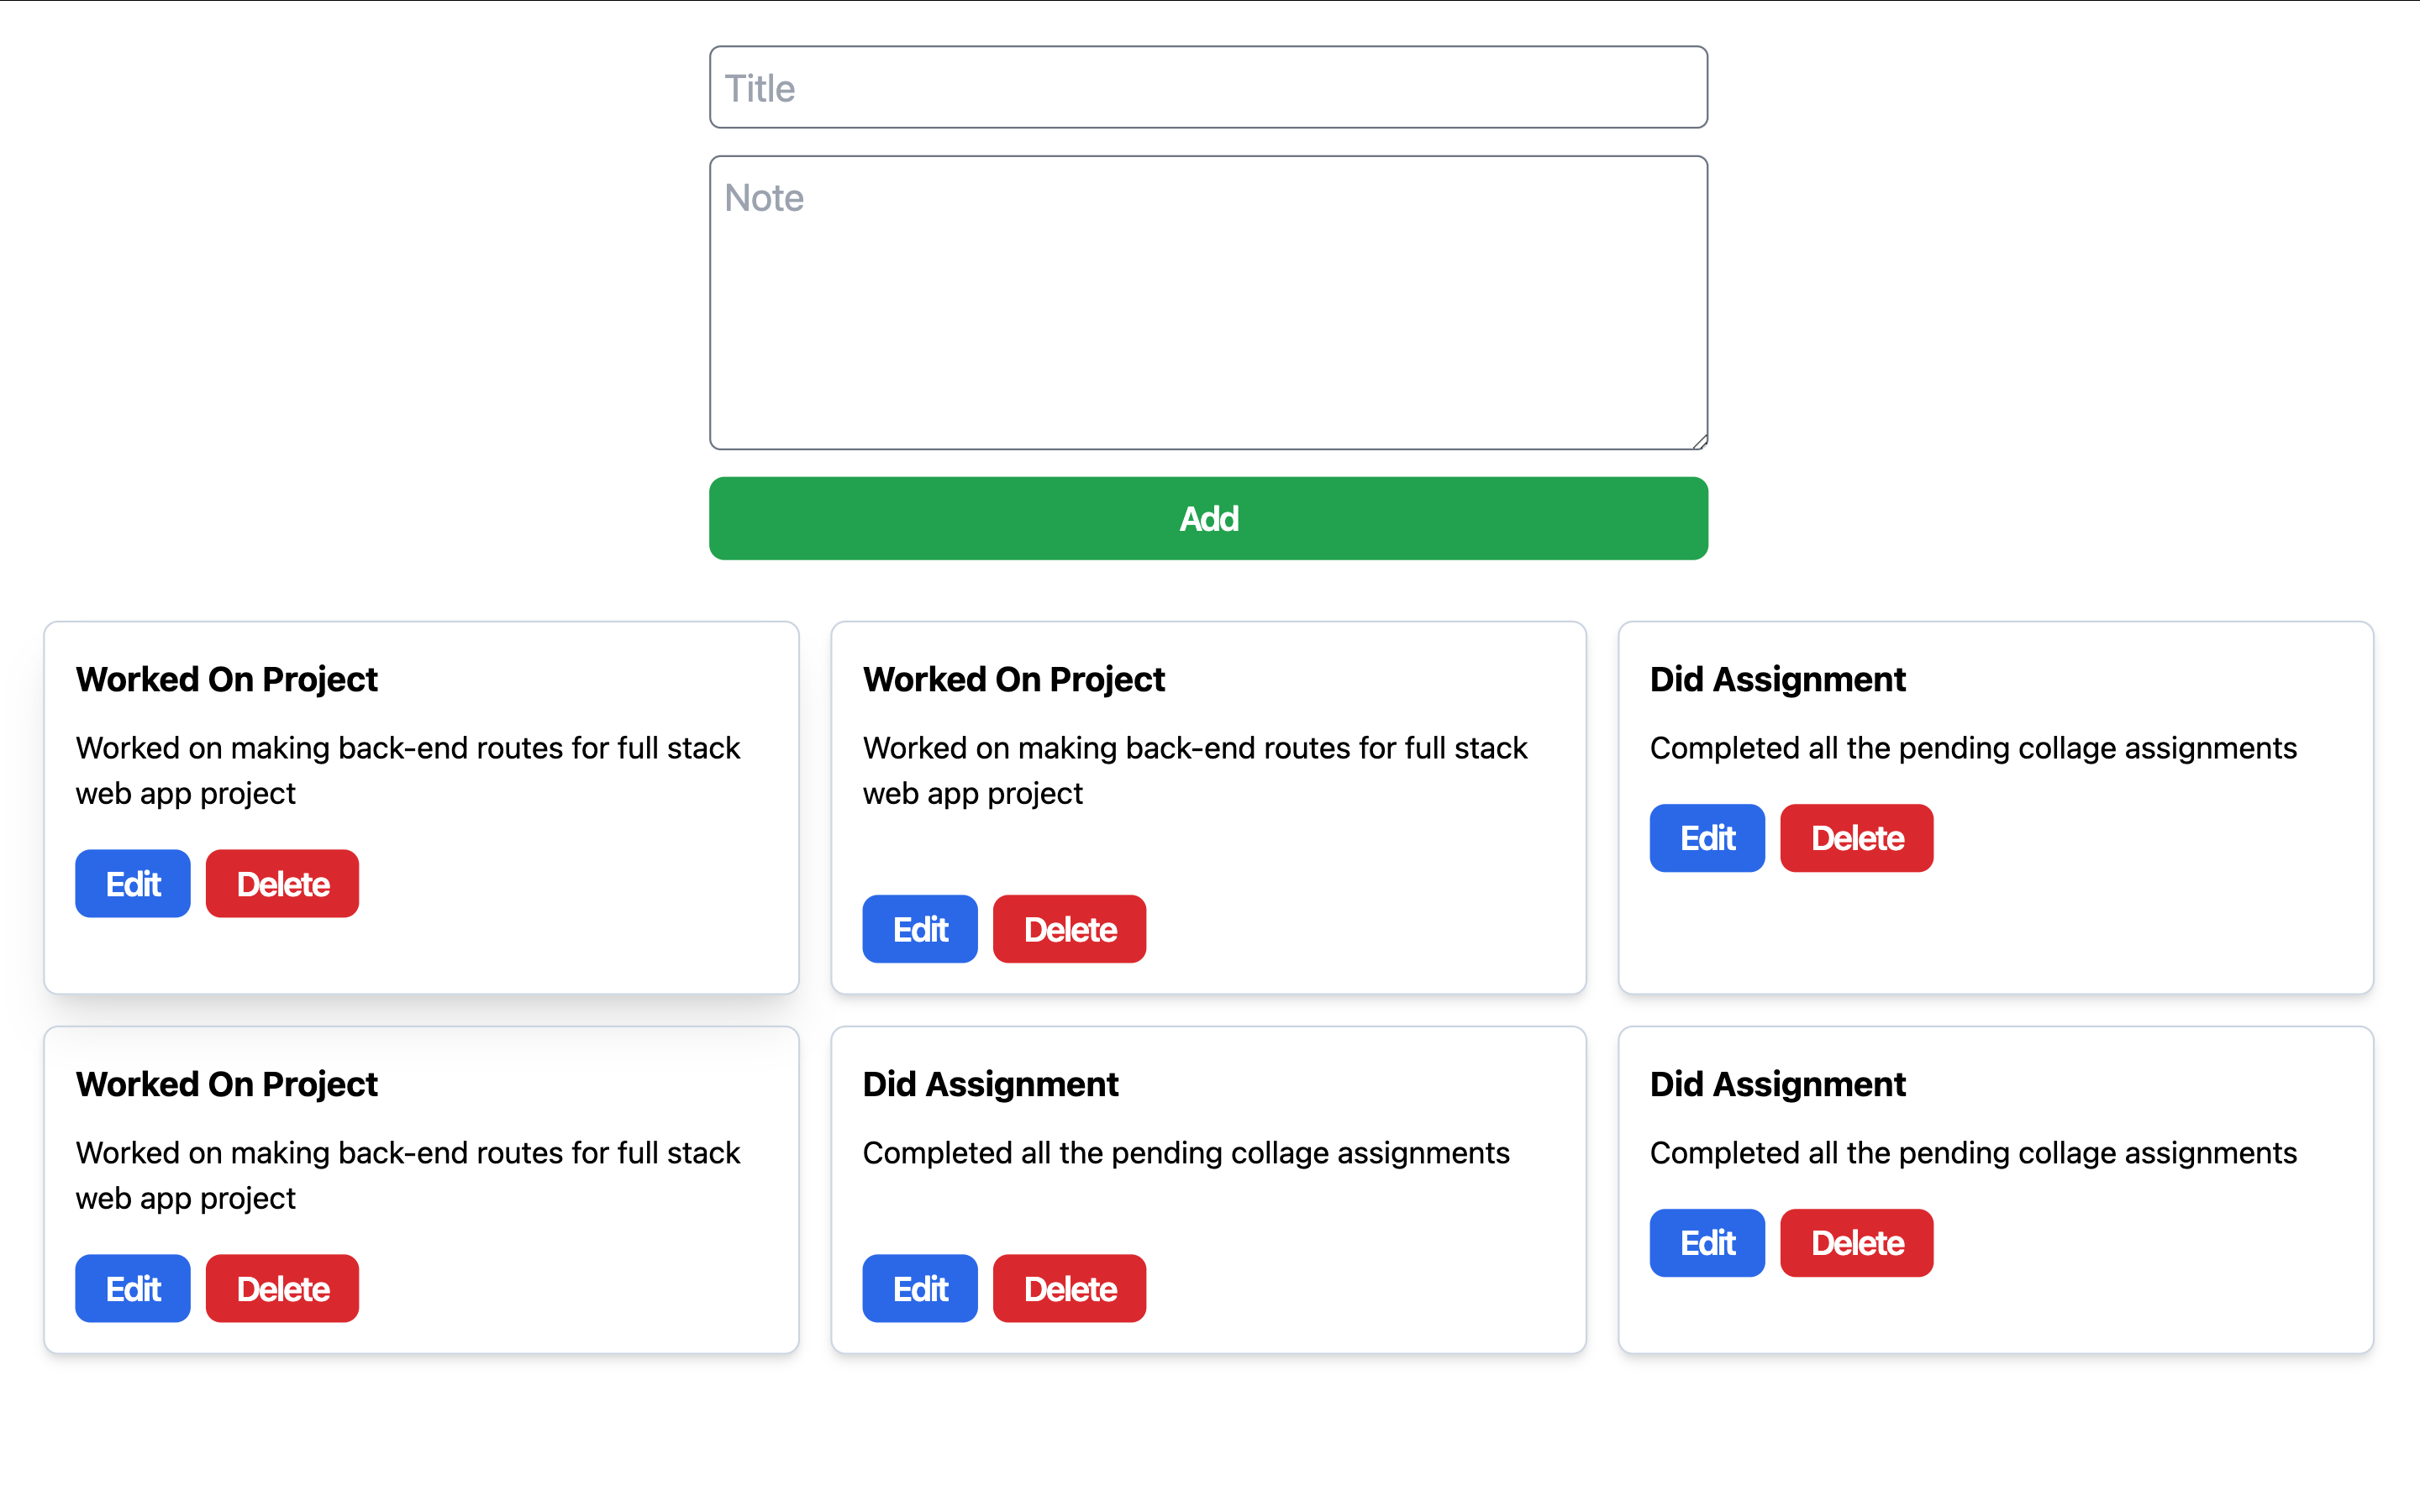 Title
Note
Add
Worked On Project
Worked on making back-end routes for full stack
web app project
Edit Delete
Worked On Project
Worked on making back-end routes for full stack
web app project
Edit Delete
Did Assignment
Completed all the pending collage assignments
Edit Delete
Worked On Project
Worked on making back-end routes for full stack
web app project
Edit Delete
Did Assignment
Completed all the pending collage assignments
Edit Delete
Did Assignment
Completed all the pending collage assignments
Edit Delete